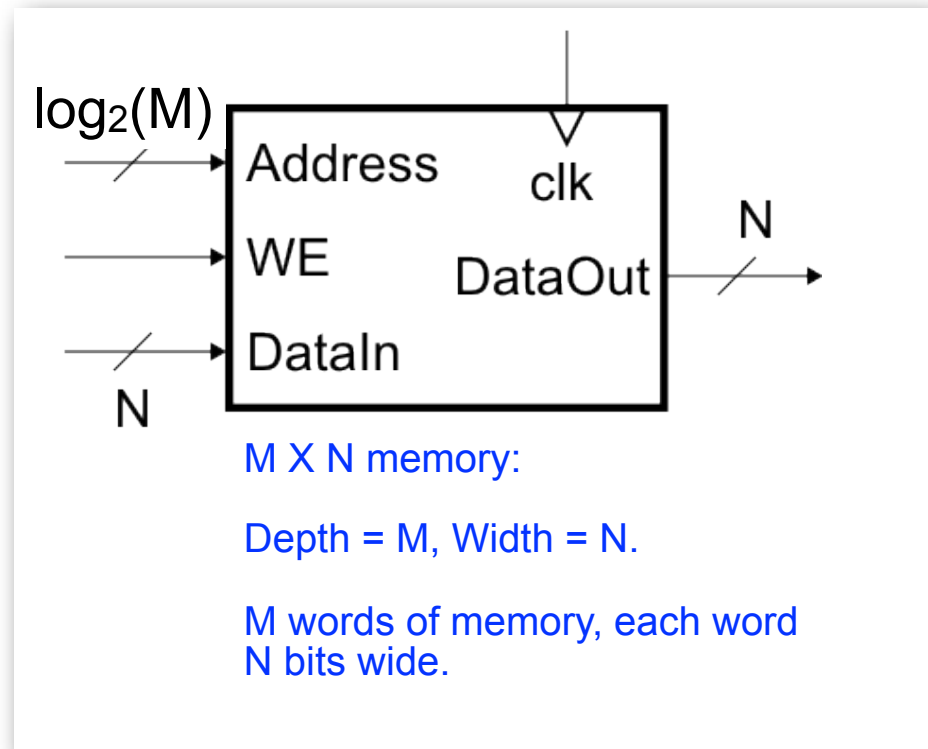 log₂(M)
Address
clk
N
WE
DataOut
DataIn
N
M X N memory:
Depth = M, Width = N.
M words of memory, each word
N bits wide.